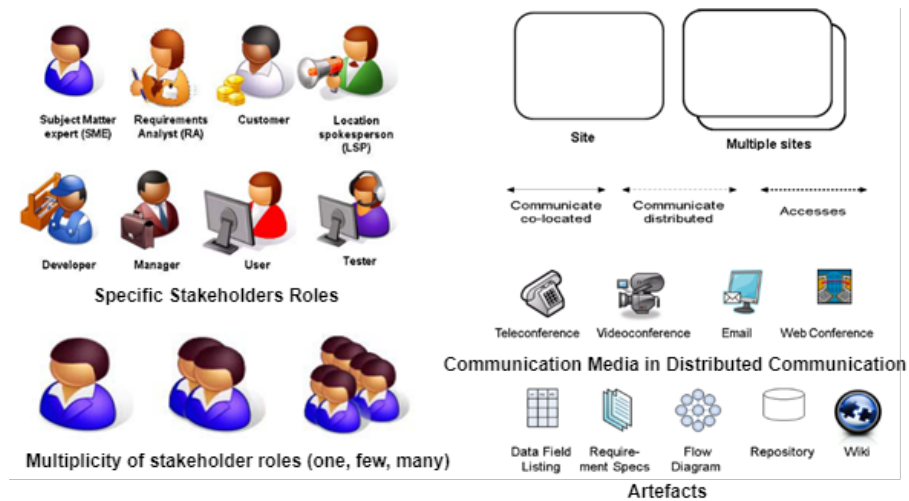 Subject Matter
expert (SME)
Requirements
Analyst (RA)
Customer
Location
spokesperson
(LSP)
Developer
Manager
User
Tester
Specific Stakeholders Roles
Multiplicity of stakeholder roles (one, few, many)
Site
Multiple sites
Communicate
co-located
Communicate
distributed
Accesses
Teleconference
Videoconference
Email
Web Conference
Communication Media in Distributed Communication
Data Field
Listing
Require-
ment Specs
Flow
Diagram
Repository
Wiki
Artefacts